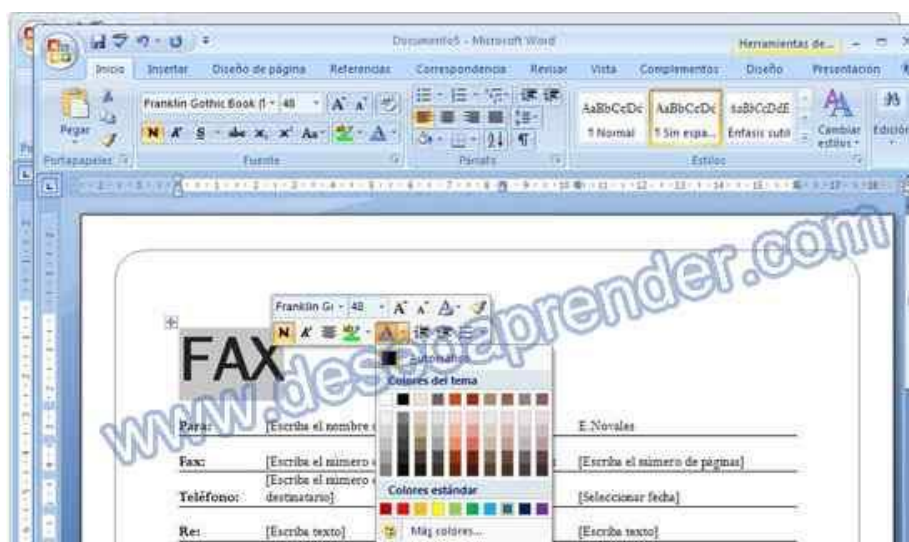 Documento5 - Microsoft Word
Herramientas de...
Inicio Insertar Diseño de página Referencias Correspondencia Revisar Vista Complementos Diseño Presentación
Franklin Gothic Book (T 48
AaBbCcDc AaBbCcDc AaBbCcDdE
Pegar
N K S abc x, x' Aa
¶ Normal ¶ Sin espa... Énfasis sutil
Cambiar estilos Edición
Portapapeles Fuente Párrafo Estilos
www.deseoaprender.com
Franklin Gi 48
N K
FAX
Automático
Colores del tema
Para: [Escriba el nombre E.Novales
Fax: [Escriba el número [Escriba el número de páginas]
[Escriba el número
Teléfono: destinatario] [Seleccionar fecha]
Colores estándar
Re: [Escriba texto] [Escriba texto]
Más colores...